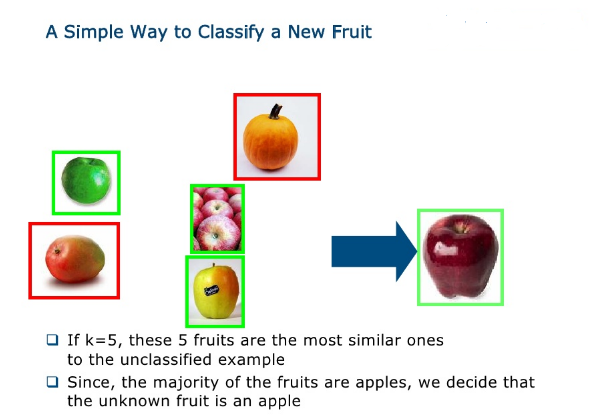 A Simple Way to Classify a New Fruit
❑ If k=5, these 5 fruits are the most similar ones
to the unclassified example
❑ Since, the majority of the fruits are apples, we decide that
the unknown fruit is an apple